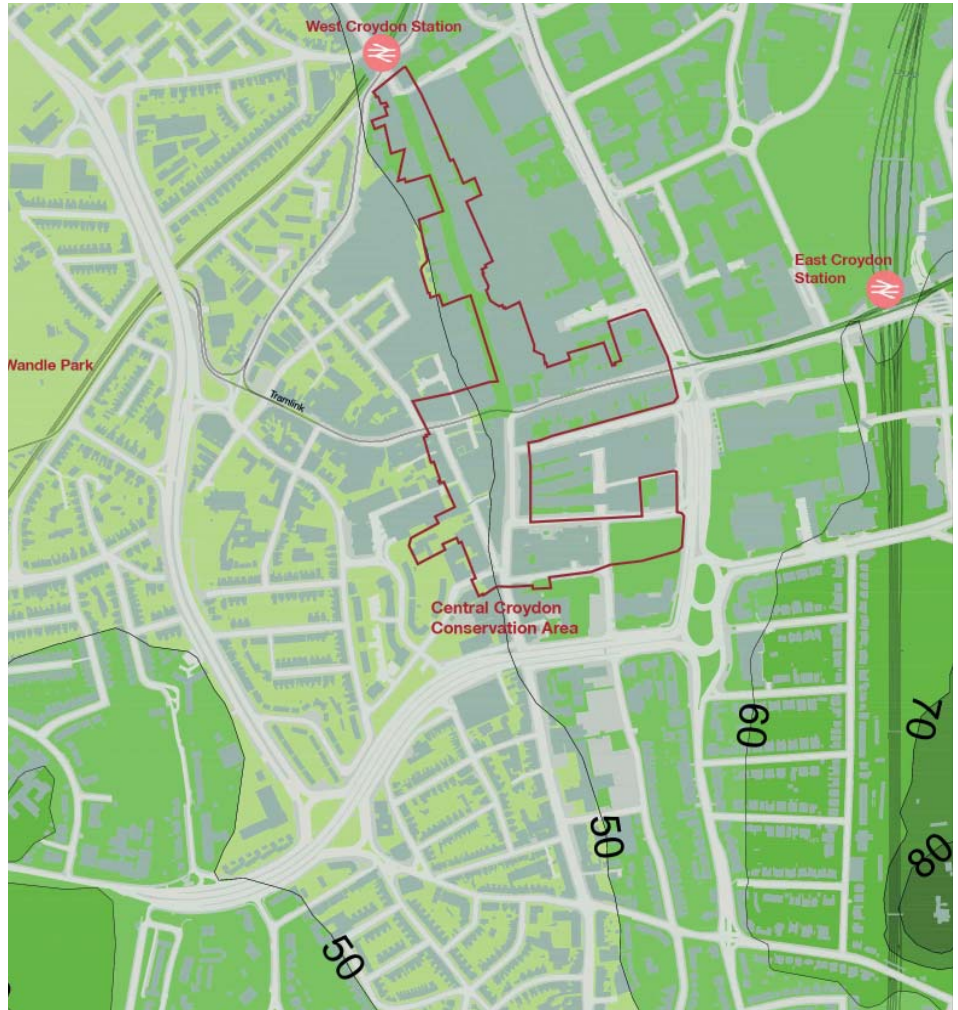 West Croydon Station
East Croydon
Station
Wandle Park
Tramlink
Central Croydon
Conservation Area
70
60
50
80
50